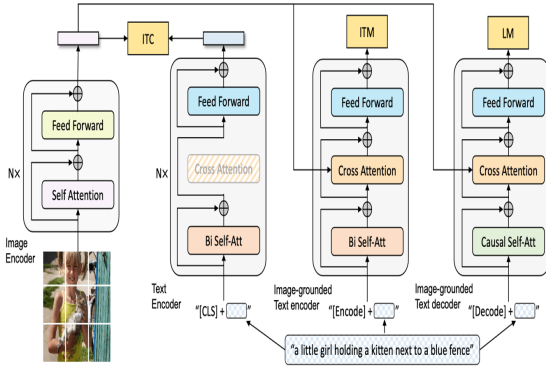 ITC
ITM
LM
Feed Forward
Self Attention
N×
Image
Encoder
Feed Forward
Cross Attention
Bi Self-Att
N×
Text
Encoder
"[CLS] + "
Feed Forward
Cross Attention
Bi Self-Att
Image-grounded
Text encoder
"[Encode] + "
Feed Forward
Cross Attention
Causal Self-Att
Image-grounded
Text decoder
"[Decode] + "
"a little girl holding a kitten next to a blue fence"